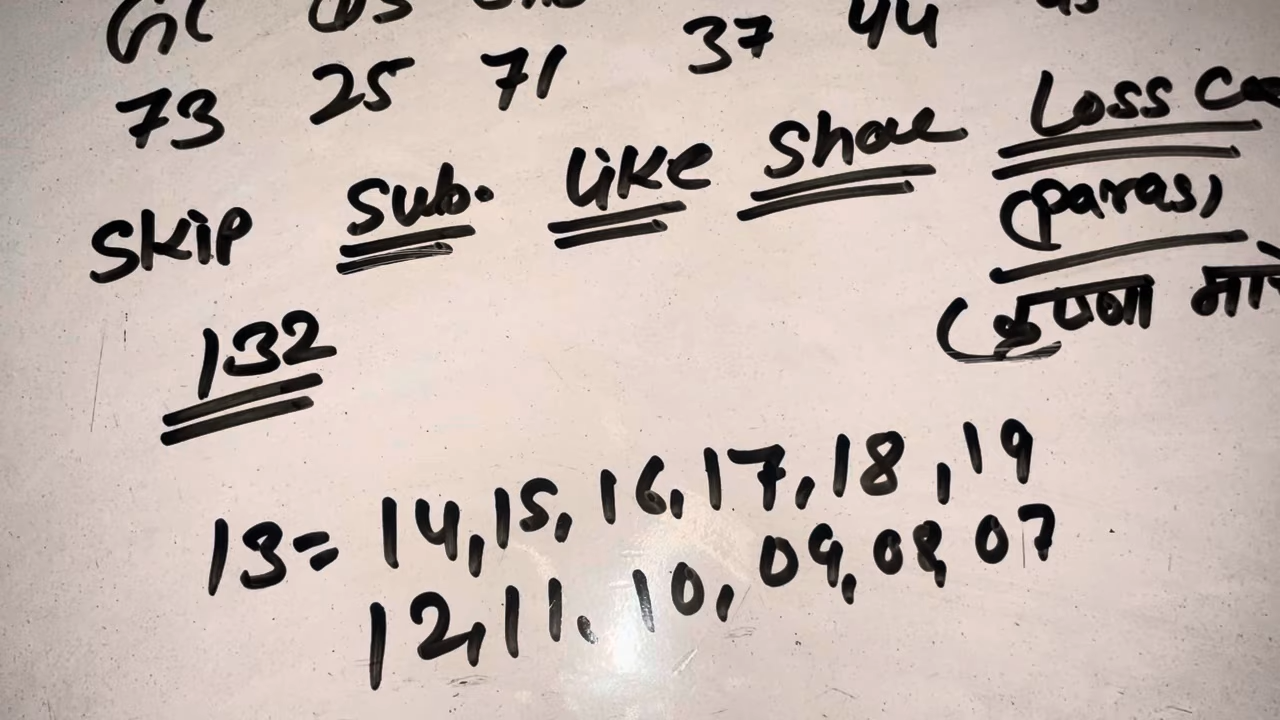 73 25 71 37 44
Skip Sub. Like Share Loss
(Paras)
132
13= 14, 15, 16, 17, 18, 19
12, 11, 10, 09, 08, 07